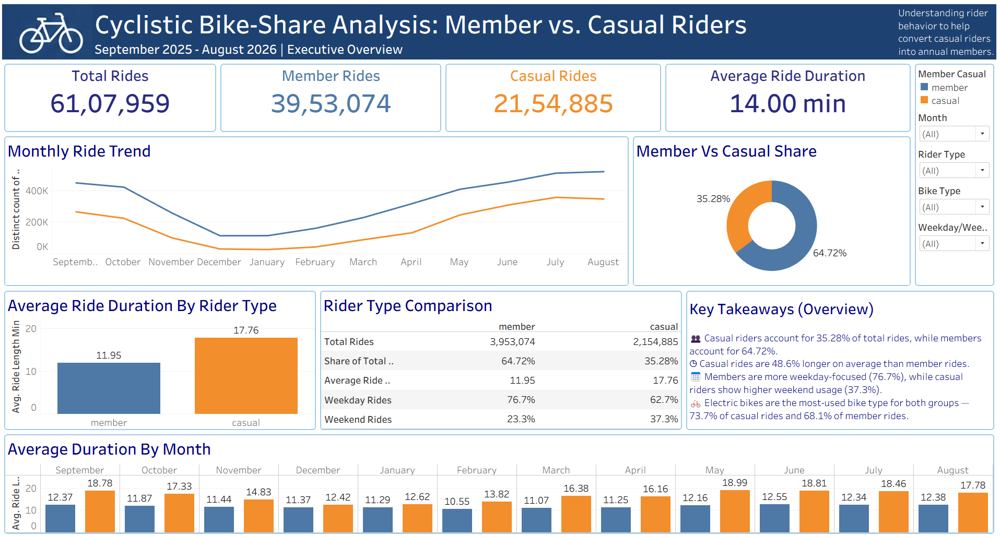 Cyclistic Bike-Share Analysis: Member vs. Casual Riders
September 2025 - August 2026 | Executive Overview
Understanding rider
behavior to help
convert casual riders
into annual members.
Total Rides
61,07,959
Member Rides
39,53,074
Casual Rides
21,54,885
Average Ride Duration
14.00 min
Member Casual
member
casual
Month
(All)
Rider Type
(All)
Bike Type
(All)
Weekday/Wee..
(All)
Monthly Ride Trend
Distinct count of ..
400K
200K
0K
Septemb.. October November December January February March April May June July August
Member Vs Casual Share
35.28%
64.72%
Average Ride Duration By Rider Type
Avg. Ride Length Min
20
10
0
11.95
17.76
member casual
Rider Type Comparison
member casual
Total Rides 3,953,074 2,154,885
Share of Total .. 64.72% 35.28%
Average Ride .. 11.95 17.76
Weekday Rides 76.7% 62.7%
Weekend Rides 23.3% 37.3%
Key Takeaways (Overview)
👥 Casual riders account for 35.28% of total rides, while members
account for 64.72%.
◷ Casual rides are 48.6% longer on average than member rides.
📅 Members are more weekday-focused (76.7%), while casual
riders show higher weekend usage (37.3%).
🚲 Electric bikes are the most-used bike type for both groups —
73.7% of casual rides and 68.1% of member rides.
Average Duration By Month
September October November December January February March April May June July August
Avg. Ride L..
20
10
0
12.37 18.78 11.87 17.33 11.44 14.83 11.37 12.42 11.29 12.62 10.55 13.82 11.07 16.38 11.25 16.16 12.16 18.99 12.55 18.81 12.34 18.46 12.38 17.78